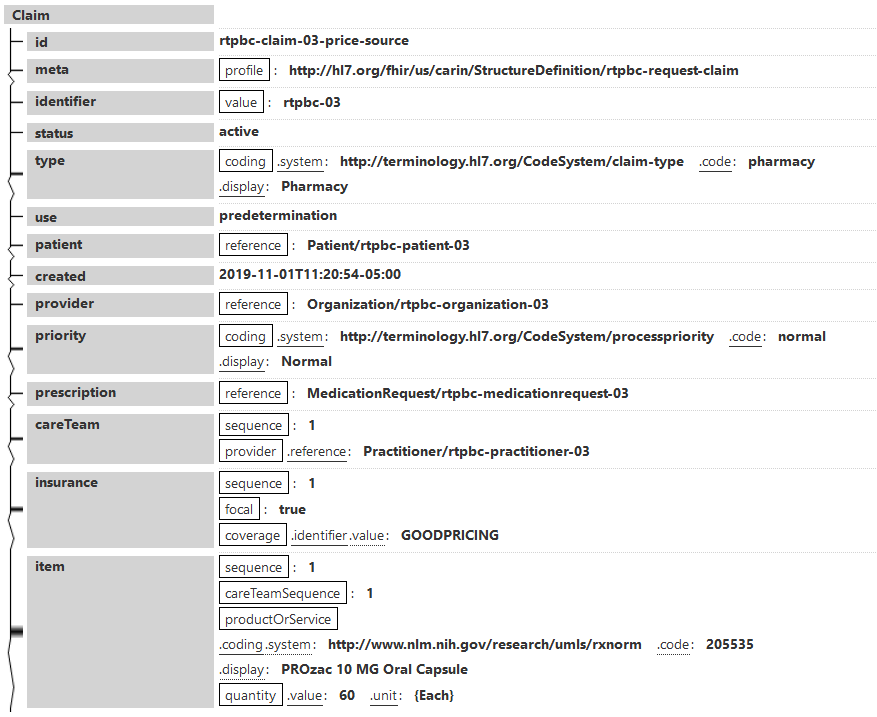 Claim
id rtpbc-claim-03-price-source
meta profile : http://hl7.org/fhir/us/carin/StructureDefinition/rtpbc-request-claim
identifier value : rtpbc-03
status active
type coding .system: http://terminology.hl7.org/CodeSystem/claim-type .code: pharmacy
.display: Pharmacy
use predetermination
patient reference : Patient/rtpbc-patient-03
created 2019-11-01T11:20:54-05:00
provider reference : Organization/rtpbc-organization-03
priority coding .system: http://terminology.hl7.org/CodeSystem/processpriority .code: normal
.display: Normal
prescription reference : MedicationRequest/rtpbc-medicationrequest-03
careTeam sequence : 1
provider .reference: Practitioner/rtpbc-practitioner-03
insurance sequence : 1
focal : true
coverage .identifier.value: GOODPRICING
item sequence : 1
careTeamSequence : 1
productOrService
.coding.system: http://www.nlm.nih.gov/research/umls/rxnorm .code: 205535
.display: PROzac 10 MG Oral Capsule
quantity .value: 60 .unit: {Each}